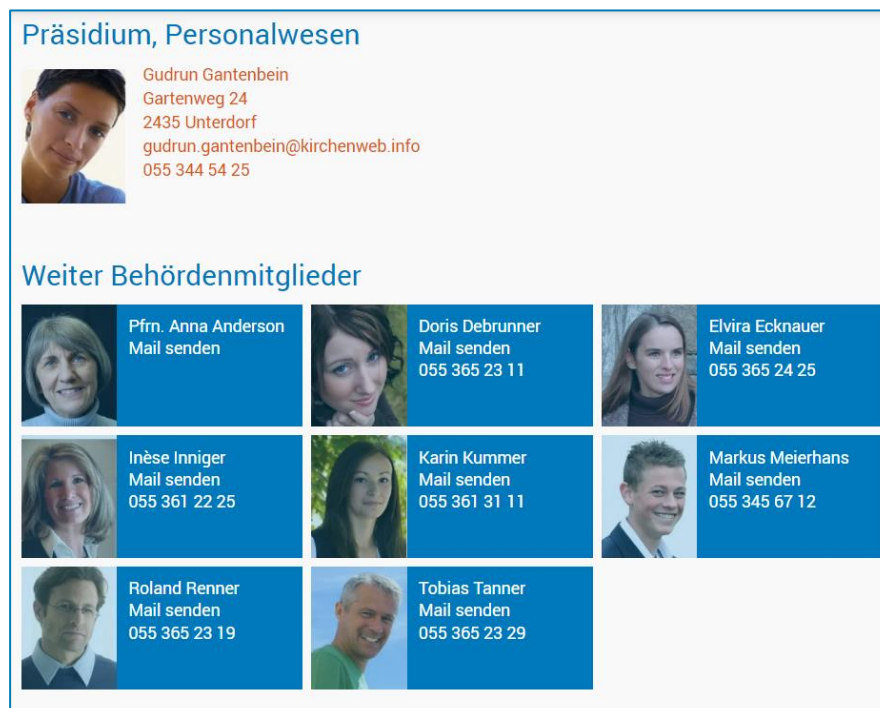 Präsidium, Personalwesen
Gudrun Gantenbein
Gartenweg 24
2435 Unterdorf
gudrun.gantenbein@kirchenweb.info
055 344 54 25
Weiter Behördenmitglieder
Pfrn. Anna Anderson
Mail senden
Doris Debrunner
Mail senden
055 365 23 11
Elvira Ecknauer
Mail senden
055 365 24 25
Inèse Inniger
Mail senden
055 361 22 25
Karin Kummer
Mail senden
055 361 31 11
Markus Meierhans
Mail senden
055 345 67 12
Roland Renner
Mail senden
055 365 23 19
Tobias Tanner
Mail senden
055 365 23 29